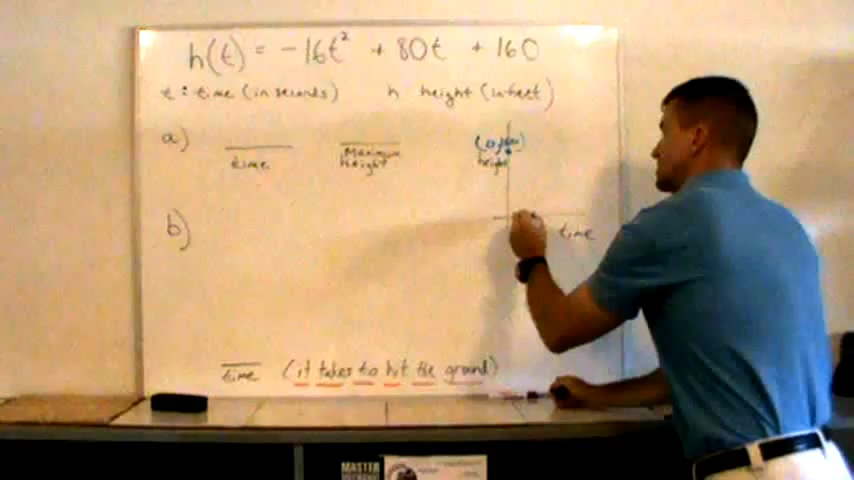 h(t) = -16t² + 80t + 160
t = time (in seconds) h height (in feet)
a)
time
Maximum height
height
time
b)
time (it takes to hit the ground)
MASTER